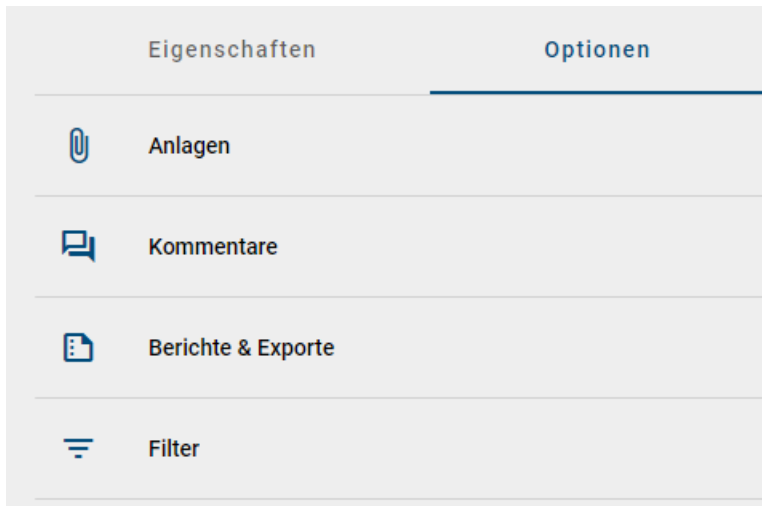 Eigenschaften Optionen
Anlagen
Kommentare
Berichte & Exporte
Filter